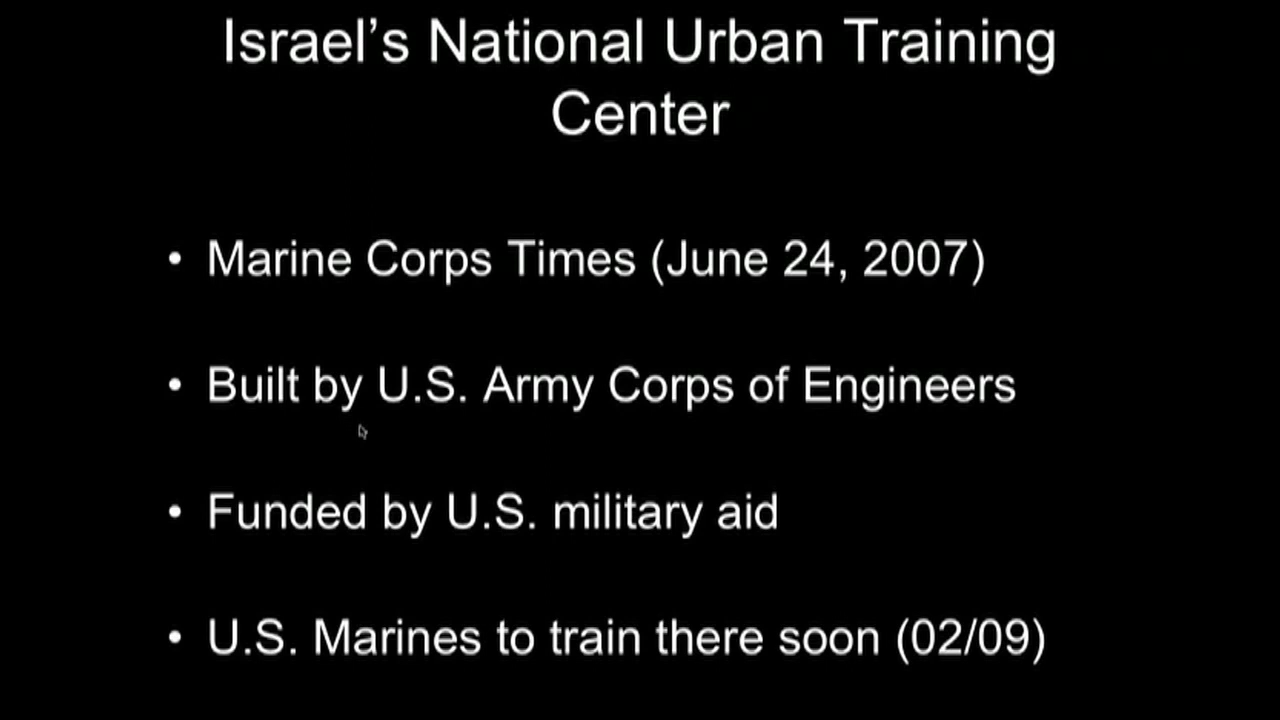 Israel’s National Urban Training
Center
• Marine Corps Times (June 24, 2007)
• Built by U.S. Army Corps of Engineers
• Funded by U.S. military aid
• U.S. Marines to train there soon (02/09)